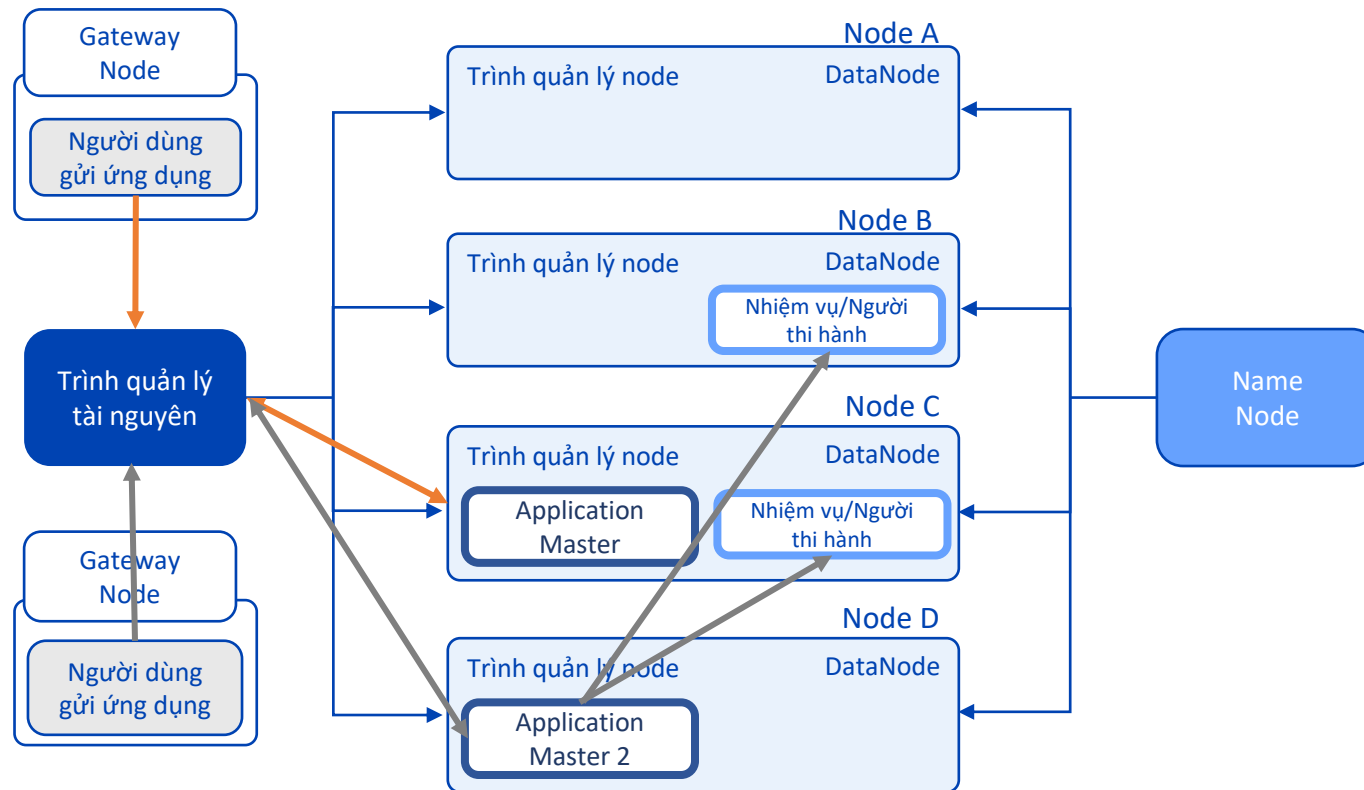 Gateway
Node
Người dùng
gửi ứng dụng
Trình quản lý
tài nguyên
Gateway
Node
Người dùng
gửi ứng dụng
Node A
Trình quản lý node
DataNode
Node B
Trình quản lý node
DataNode
Nhiệm vụ/Người
thi hành
Node C
Trình quản lý node
DataNode
Application
Master
Nhiệm vụ/Người
thi hành
Node D
Trình quản lý node
DataNode
Application
Master 2
Name
Node